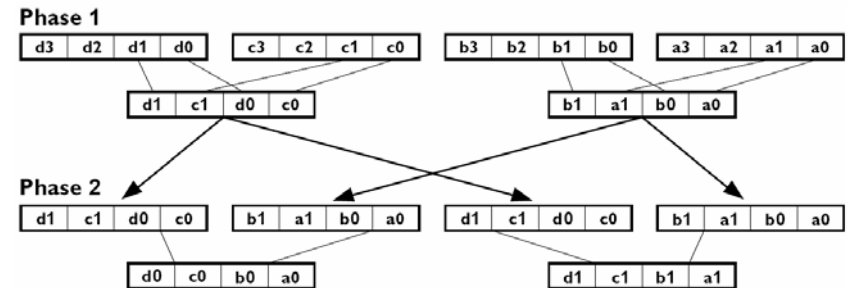 Phase 1
d3 d2 d1 d0 c3 c2 c1 c0 b3 b2 b1 b0 a3 a2 a1 a0
d1 c1 d0 c0 b1 a1 b0 a0
Phase 2
d1 c1 d0 c0 b1 a1 b0 a0 d1 c1 d0 c0 b1 a1 b0 a0
d0 c0 b0 a0 d1 c1 b1 a1